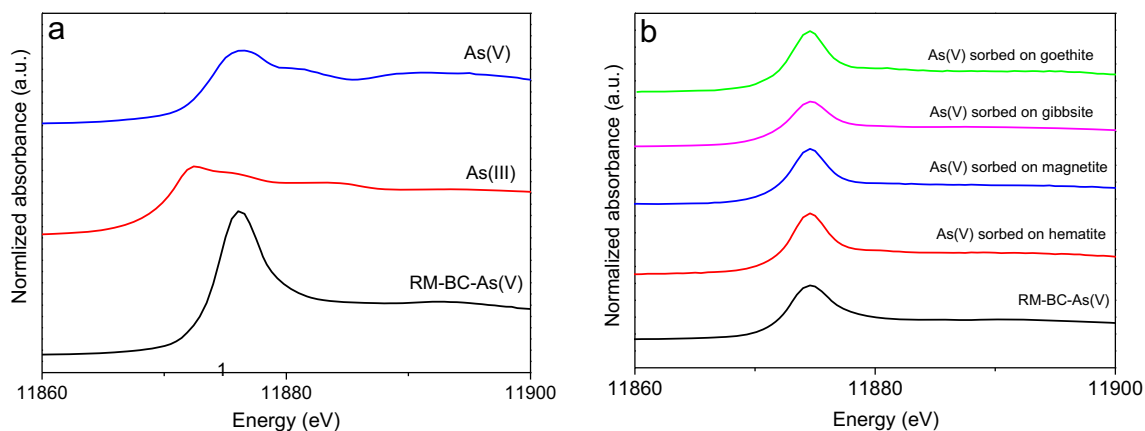 a
As(V)
As(III)
RM-BC-As(V)
1
11860
11880
11900
Energy (eV)
Normlized absorbance (a.u.)
b
As(V) sorbed on goethite
As(V) sorbed on gibbsite
As(V) sorbed on magnetite
As(V) sorbed on hematite
RM-BC-As(V)
11860
11880
11900
Energy (eV)
Normalized absorbance (a.u.)